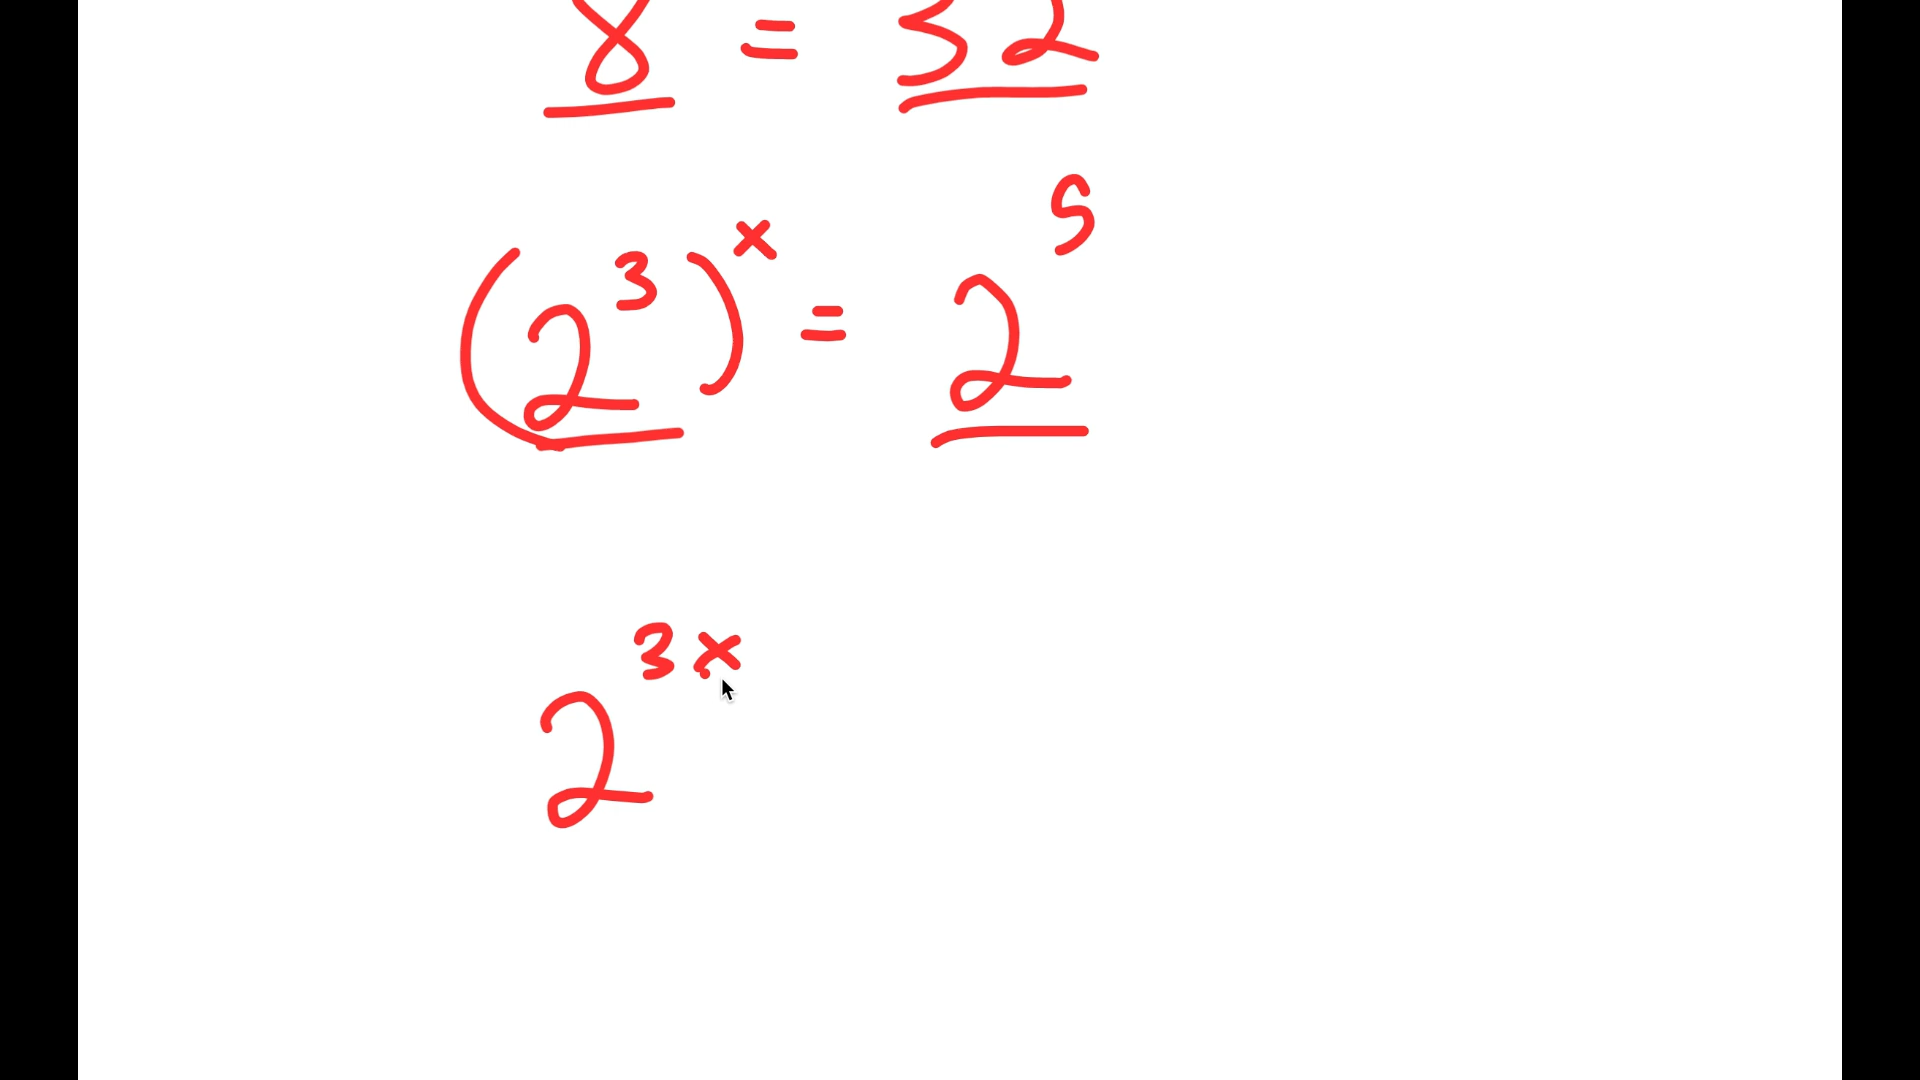 8 = 32
(2³)ˣ = 2⁵
2³ˣ